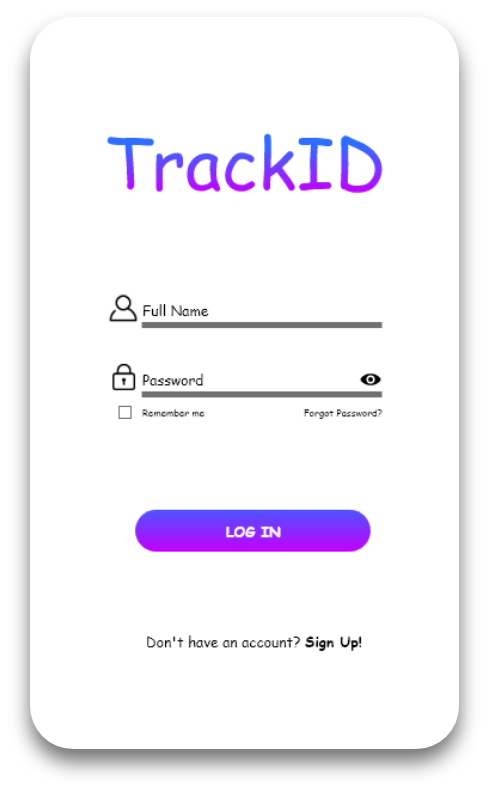 TrackID
Full Name
Password
Remember me Forgot Password?
LOG IN
Don't have an account? Sign Up!